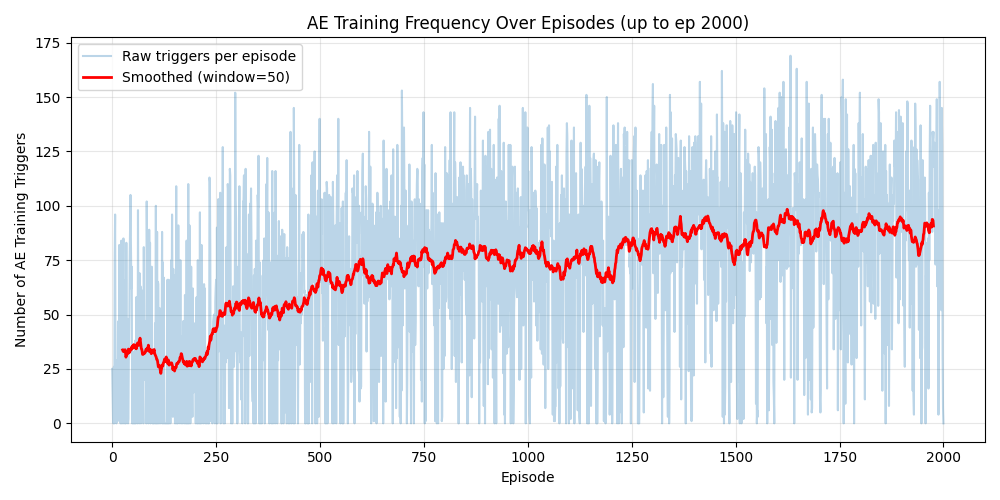 AE Training Frequency Over Episodes (up to ep 2000)
Raw triggers per episode
Smoothed (window=50)
Number of AE Training Triggers
175
150
125
100
75
50
25
0
0 250 500 750 1000 1250 1500 1750 2000
Episode